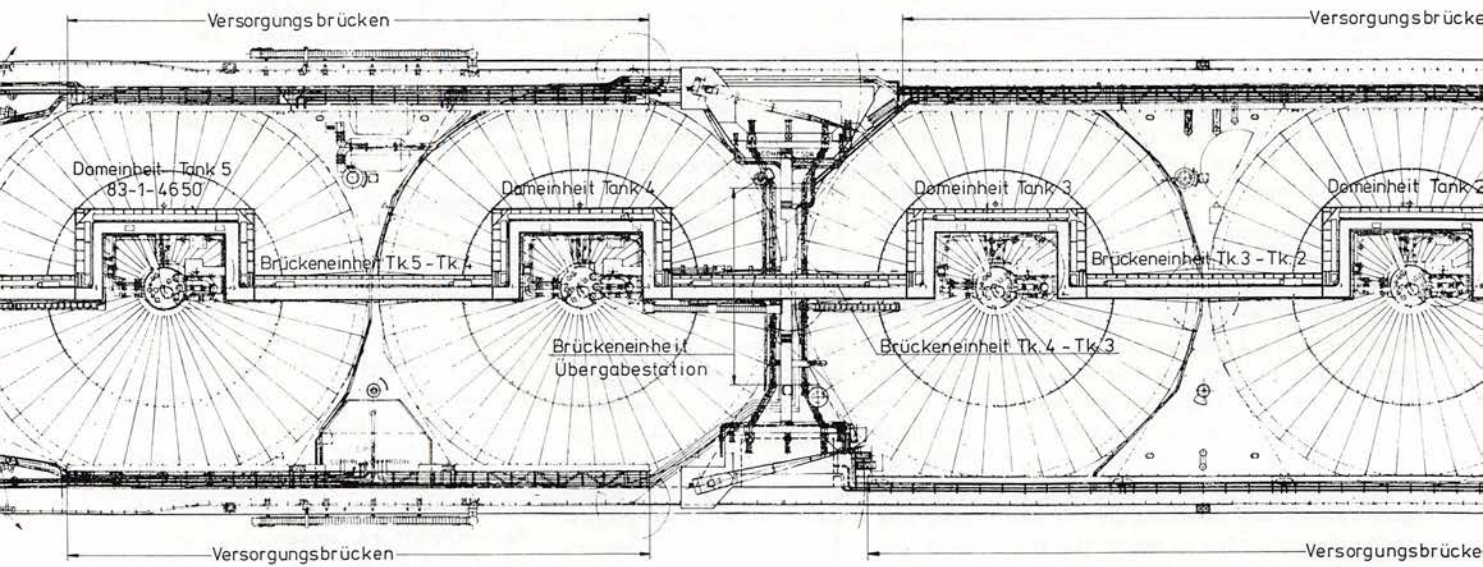 Versorgungsbrücken
Versorgungsbrücke
Domeinheit Tank 5
83-1-4650
Domeinheit Tank 4
Domeinheit Tank 3
Domeinheit Tank
Brückeneinheit Tk.5 - Tk.4
Brückeneinheit Tk.3 - Tk.2
Brückeneinheit
Übergabestation
Brückeneinheit Tk.4 - Tk.3
Versorgungsbrücken
Versorgungsbrücke